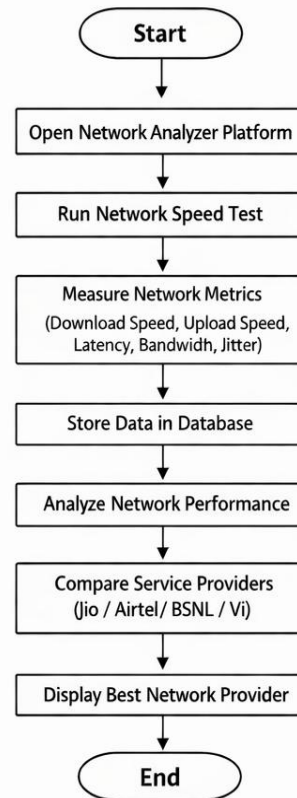 Start
Open Network Analyzer Platform
Run Network Speed Test
Measure Network Metrics
(Download Speed, Upload Speed,
Latency, Bandwidh, Jitter)
Store Data in Database
Analyze Network Performance
Compare Service Providers
(Jio / Airtel/ BSNL / Vi)
Display Best Network Provider
End